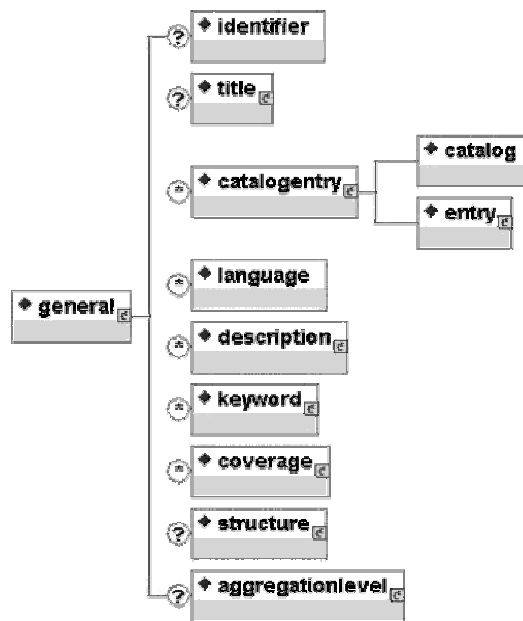 ? identifier
? title
* catalogentry
catalog
entry
* language
general
* description
* keyword
* coverage
? structure
? aggregationlevel